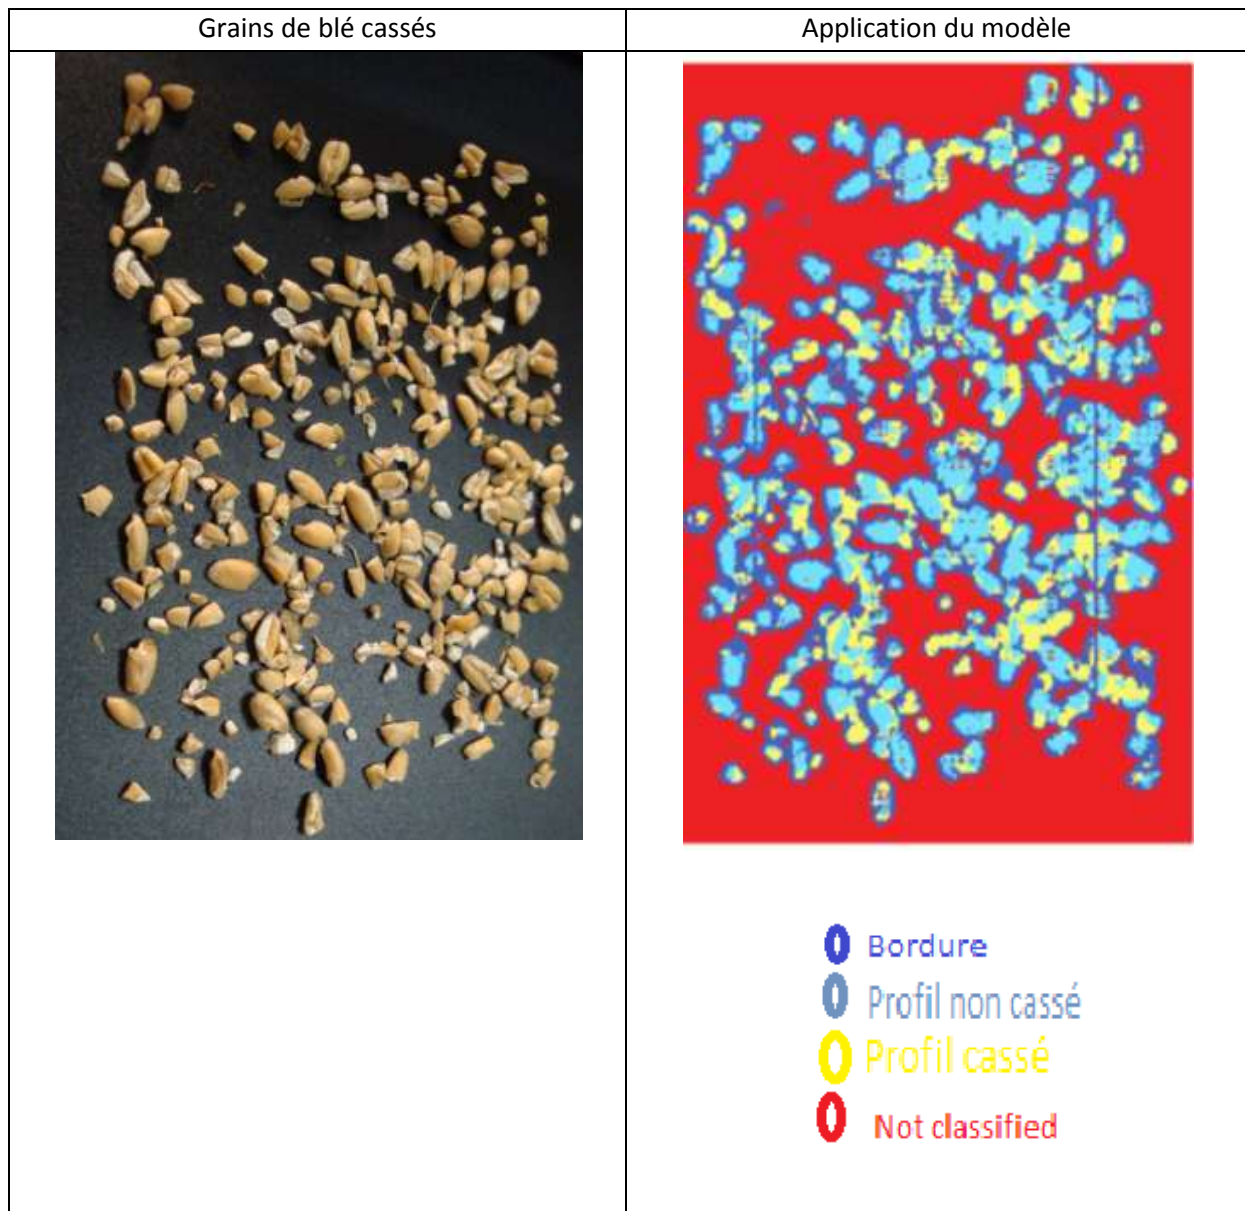 Grains de blé cassés
Application du modèle
Bordure
Profil non cassé
Profil cassé
Not classified